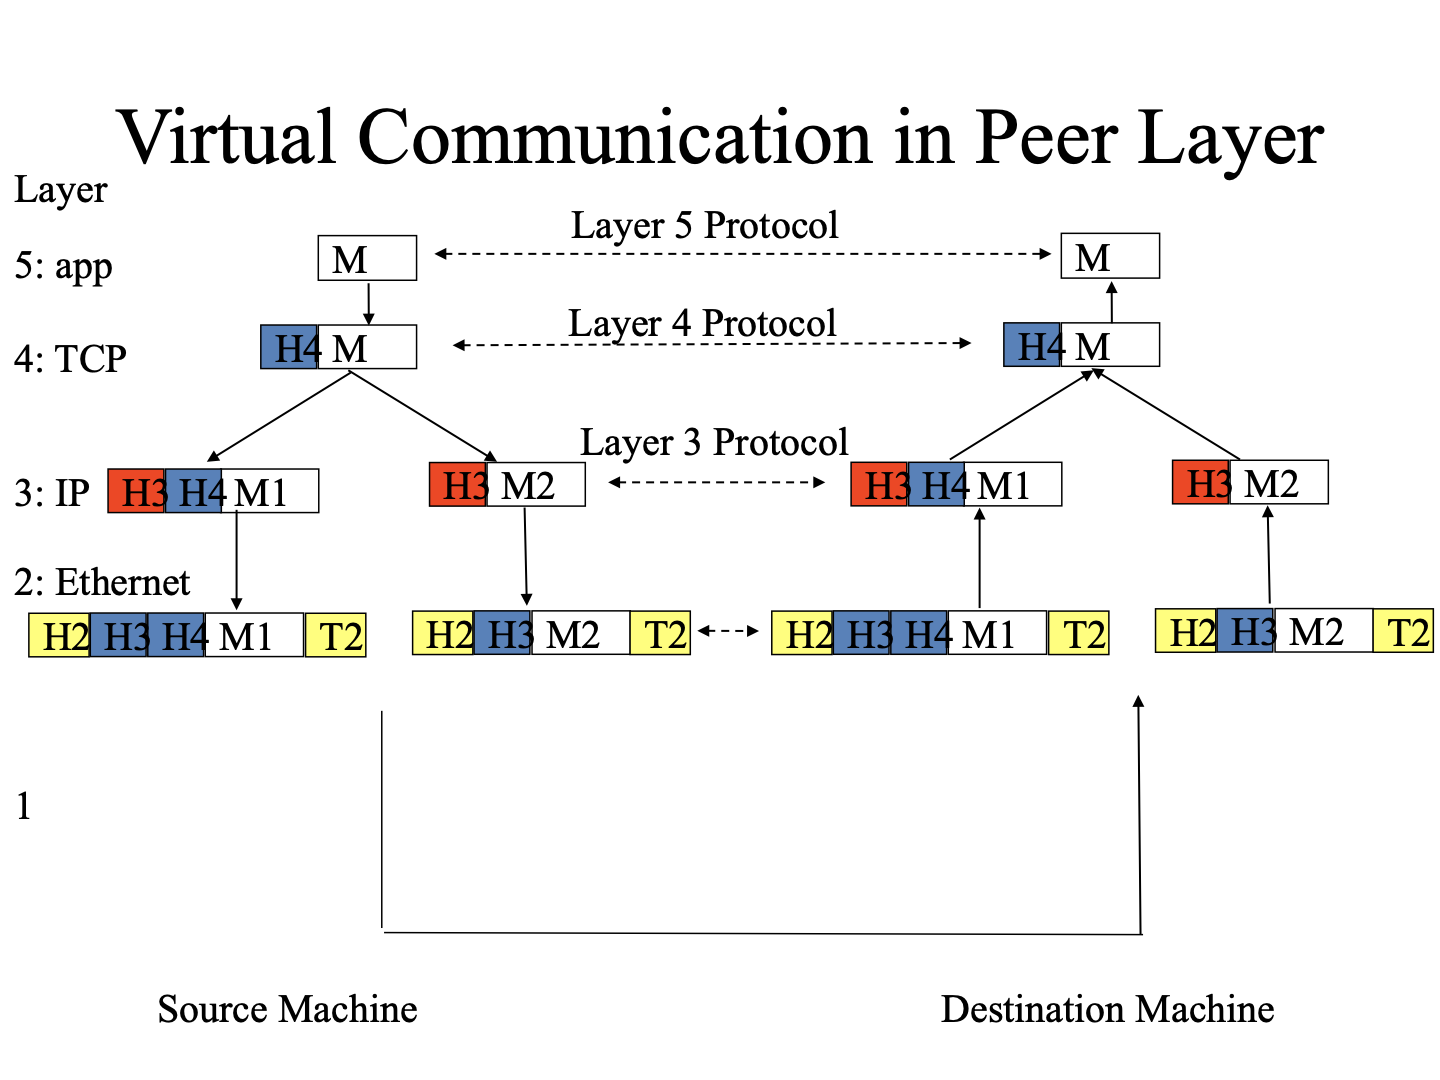 Virtual Communication in Peer Layer
Layer
Layer 5 Protocol
5: app
M
M
Layer 4 Protocol
4: TCP
H4 M
H4 M
Layer 3 Protocol
3: IP
H3 H4 M1
H3 M2
H3 H4 M1
H3 M2
2: Ethernet
H2 H3 H4 M1 T2
H2 H3 M2 T2
H2 H3 H4 M1 T2
H2 H3 M2 T2
1
Source Machine
Destination Machine